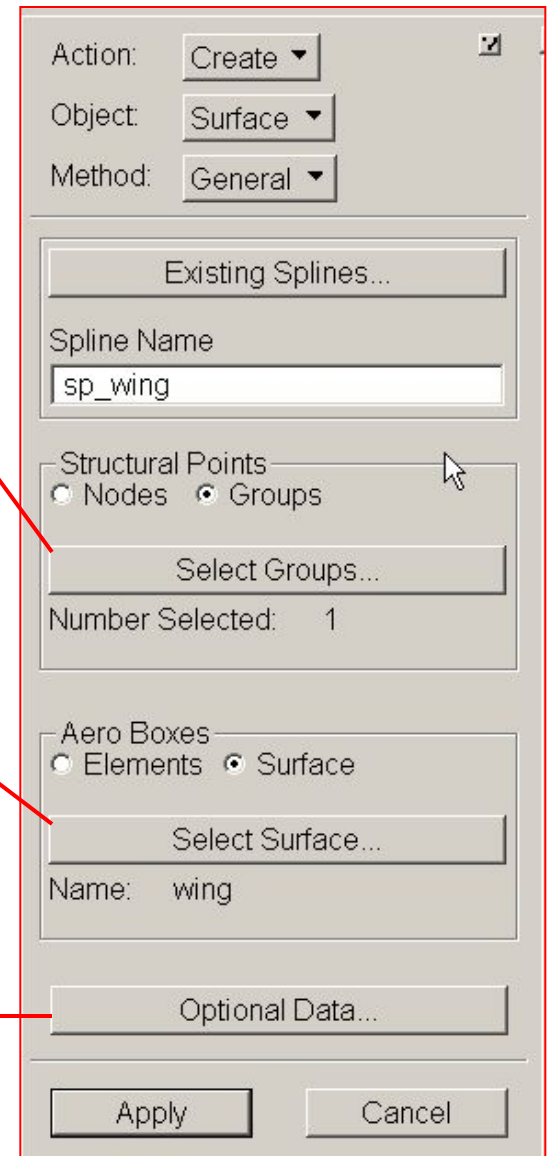 Action: Create
Object: Surface
Method: General
Existing Splines...
Spline Name
sp_wing
Structural Points
Nodes Groups
Select Groups...
Number Selected: 1
Aero Boxes
Elements Surface
Select Surface...
Name: wing
Optional Data...
Apply Cancel